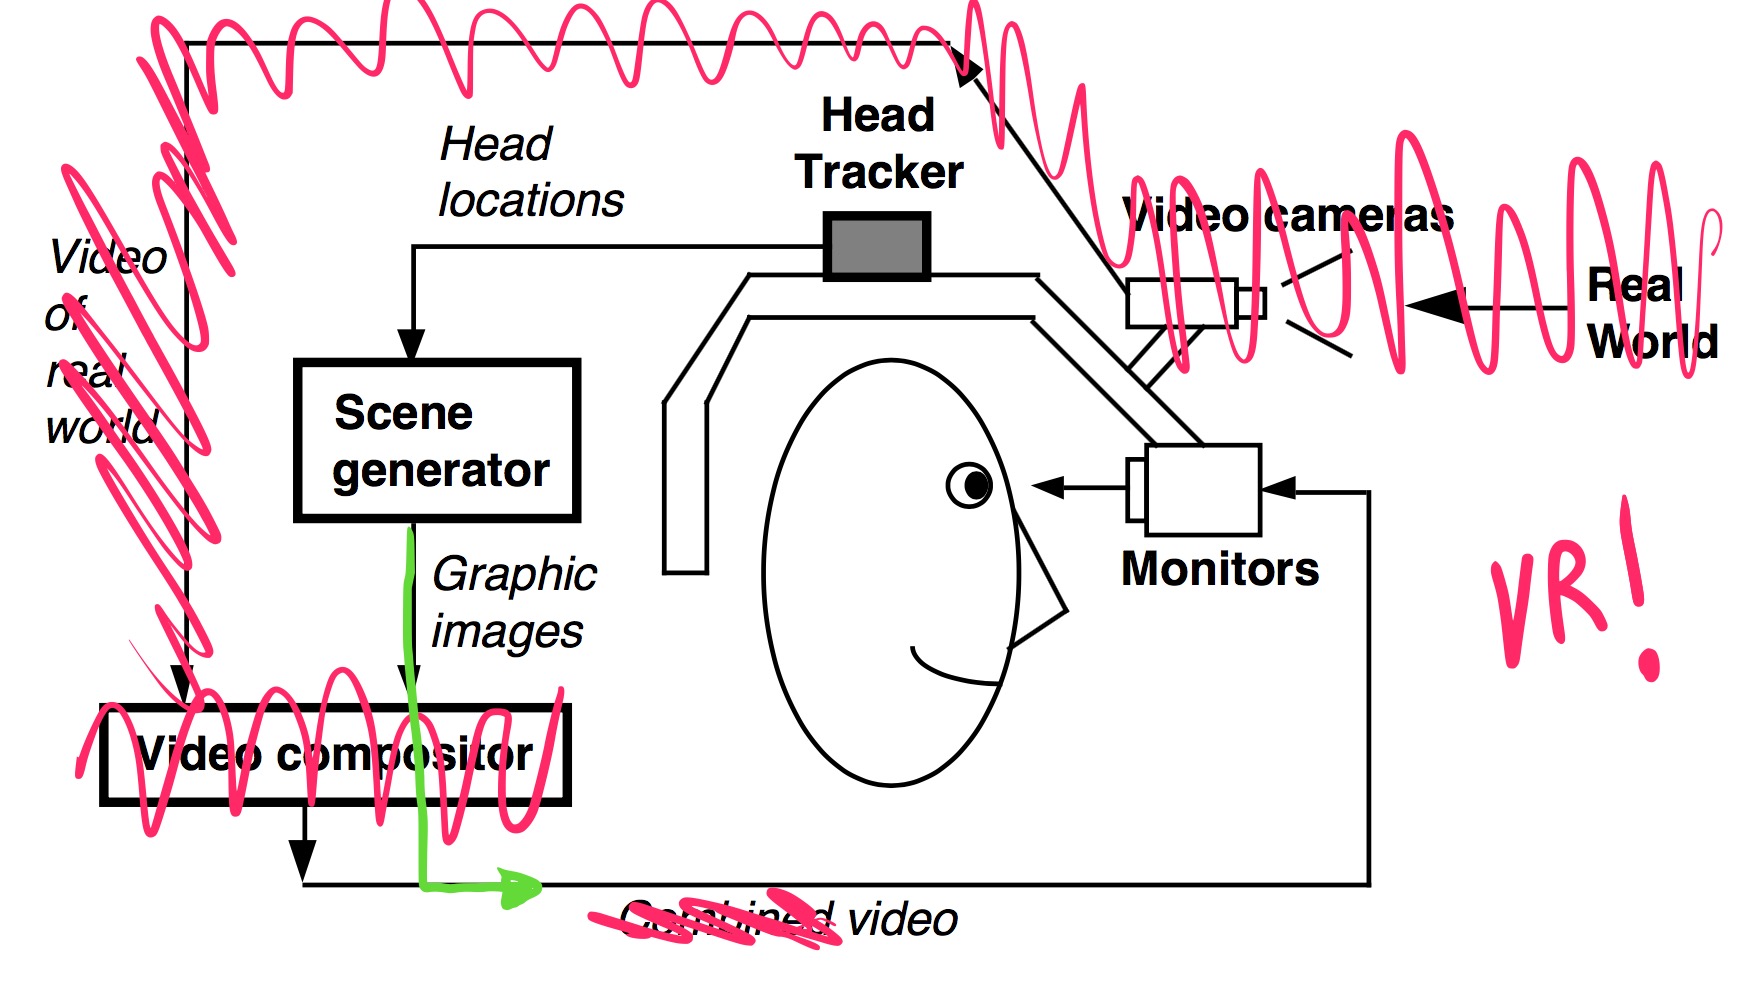 Head
Tracker
Head
locations
Video cameras
Real
World
Video
of
real
world
Scene
generator
Graphic
images
Monitors
VR!
Video compositor
Combined video